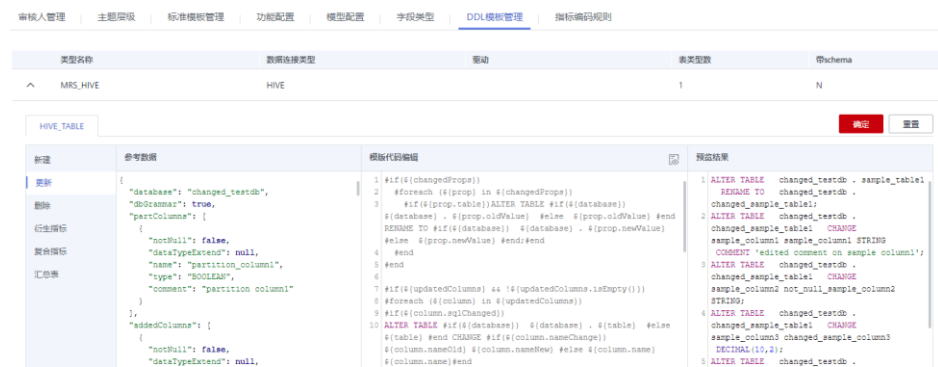 审核人管理 主题层级 标准模板管理 功能配置 模型配置 字段类型 DDL模板管理 指标编码规则
类型名称 数据连接类型 驱动 表类型数 带schema
MRS_HIVE HIVE 1 N
HIVE_TABLE 确定 重置
新建
更新
删除
衍生指标
复合指标
汇总表
参考数据
{
"database": "changed_testdb",
"dbGrammar": true,
"partColumns": [
{
"notNull": false,
"dataTypeExtend": null,
"name": "partition_column1",
"type": "BOOLEAN",
"comment": "partition column1"
}
],
"addedColumns": [
{
"notNull": false,
"dataTypeExtend": null,
模版代码编辑
1 #if(${changedProps})
2 #foreach (${prop} in ${changedProps})
3 #if(${prop.table})ALTER TABLE #if(${database})
${database} . ${prop.oldValue} #else ${prop.oldValue} #end
RENAME TO #if(${database}) ${database} . ${prop.newValue}
#else ${prop.newValue} #end;#end
4 #end
5 #end
6
7 #if(${updatedColumns} && !${updatedColumns.isEmpty()})
8 #foreach (${column} in ${updatedColumns})
9 #if(${column.sqlChanged})
10 ALTER TABLE #if(${database}) ${database} . ${table} #else
${table} #end CHANGE #if(${column.nameChange})
${column.nameOld} ${column.nameNew} #else ${column.name}
${column.name}#end
预览结果
1 ALTER TABLE changed_testdb . sample_table1
RENAME TO changed_testdb .
changed_sample_table1;
2 ALTER TABLE changed_testdb .
changed_sample_table1 CHANGE
sample_column1 sample_column1 STRING
COMMENT 'edited comment on sample column1';
3 ALTER TABLE changed_testdb .
changed_sample_table1 CHANGE
sample_column2 not_null_sample_column2
STRING;
4 ALTER TABLE changed_testdb .
changed_sample_table1 CHANGE
sample_column3 changed_sample_column3
DECIMAL(10,2);
5 ALTER TABLE changed_testdb .